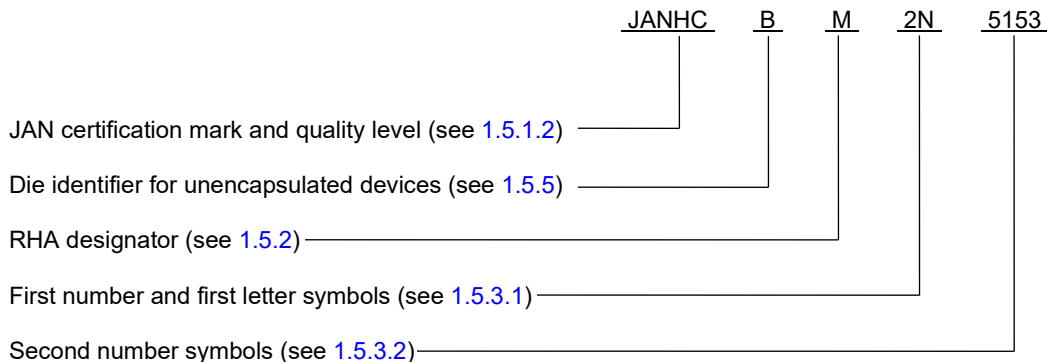 JANHC B M 2N 5153
JAN certification mark and quality level (see 1.5.1.2)
Die identifier for unencapsulated devices (see 1.5.5)
RHA designator (see 1.5.2)
First number and first letter symbols (see 1.5.3.1)
Second number symbols (see 1.5.3.2)